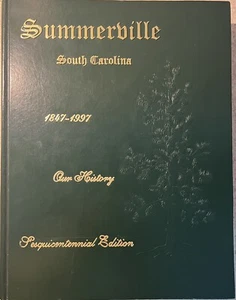 Summerville
South Carolina
1847-1997
Our History
Sesquicentennial Edition